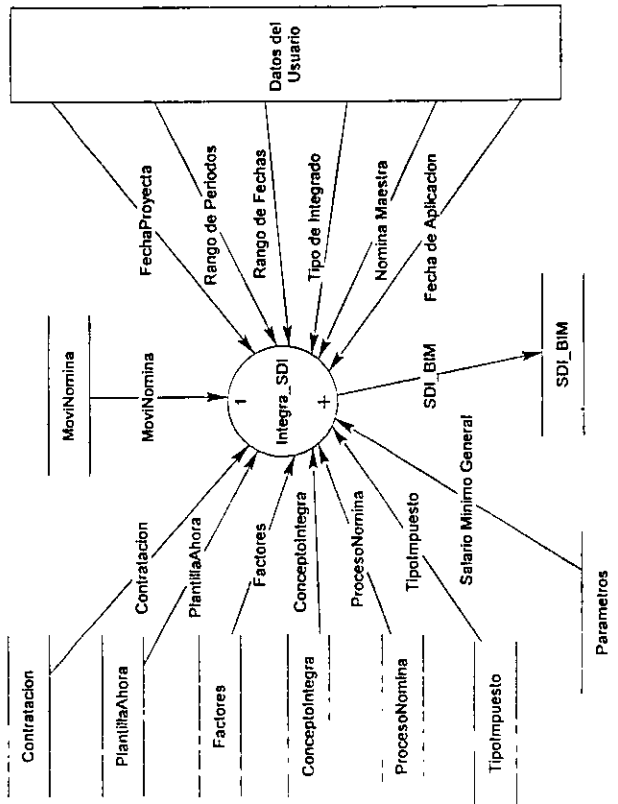 MoviNomina
MoviNomina
Contratacion
Contratacion
PlantillaAhora
PlantillaAhora
Factores
Factores
ConceptoIntegra
ConceptoIntegra
ProcesoNomina
ProcesoNomina
TipoImpuesto
TipoImpuesto
Salario Minimo General
Parametros
1
Integra_SDI
+
FechaProyecta
Rango de Periodos
Rango de Fechas
Tipo de Integrado
Nomina Maestra
Fecha de Aplicacion
Datos del
Usuario
SDI_BIM
SDI_BIM